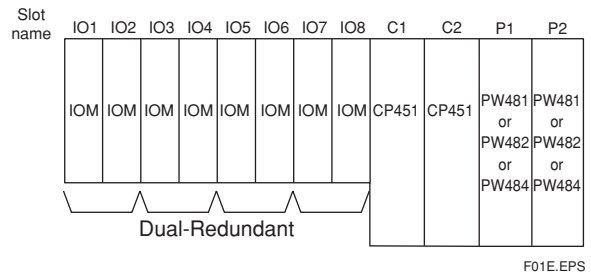 Slot
name IO1 IO2 IO3 IO4 IO5 IO6 IO7 IO8 C1 C2 P1 P2
IOM IOM IOM IOM IOM IOM IOM IOM CP451 CP451
PW481 PW481
or or
PW482 PW482
or or
PW484 PW484
Dual-Redundant
F01E.EPS